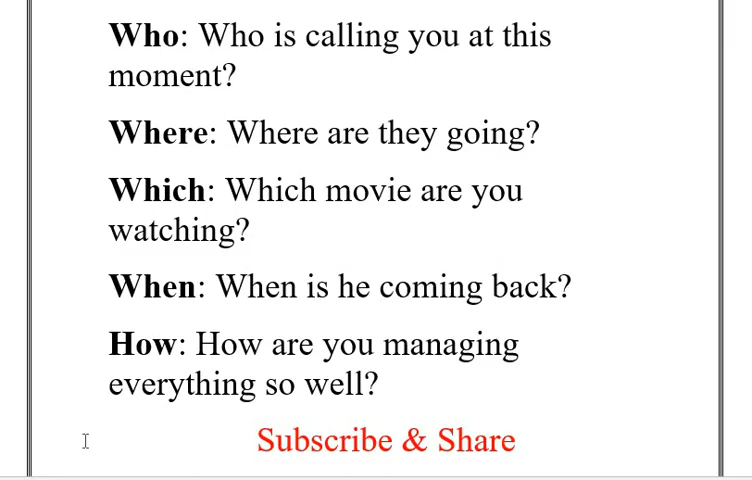 Who: Who is calling you at this
moment?
Where: Where are they going?
Which: Which movie are you
watching?
When: When is he coming back?
How: How are you managing
everything so well?
Subscribe & Share